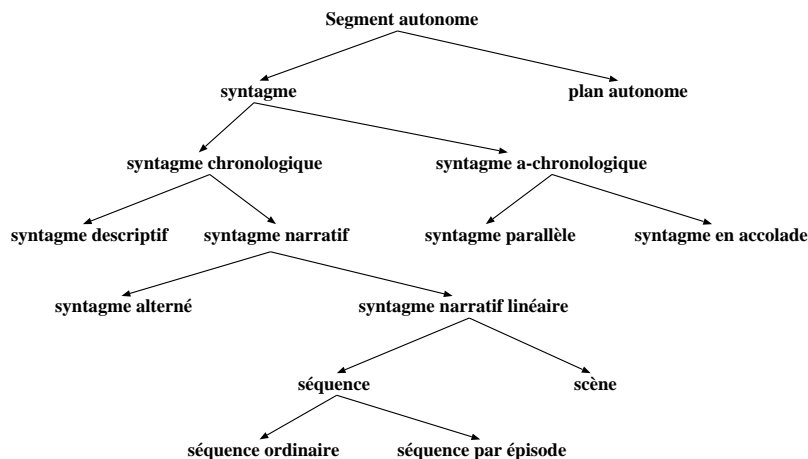 Segment autonome
syntagme
plan autonome
syntagme chronologique
syntagme a-chronologique
syntagme descriptif
syntagme narratif
syntagme parallèle
syntagme en accolade
syntagme alterné
syntagme narratif linéaire
séquence
scène
séquence ordinaire
séquence par épisode